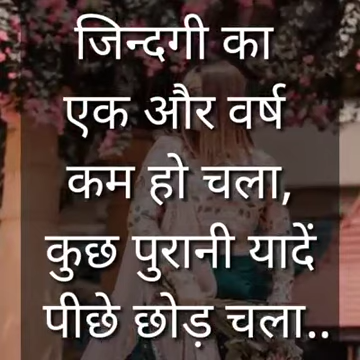 जिन्दगी का
एक और वर्ष
कम हो चला,
कुछ पुरानी यादें
पीछे छोड़ चला..